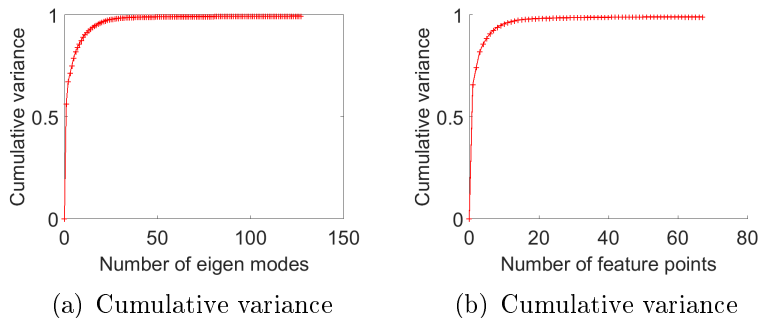 1
0.5
0
Cumulative variance
0 50 100 150
Number of eigen modes
(a) Cumulative variance
1
0.5
0
Cumulative variance
0 20 40 60 80
Number of feature points
(b) Cumulative variance